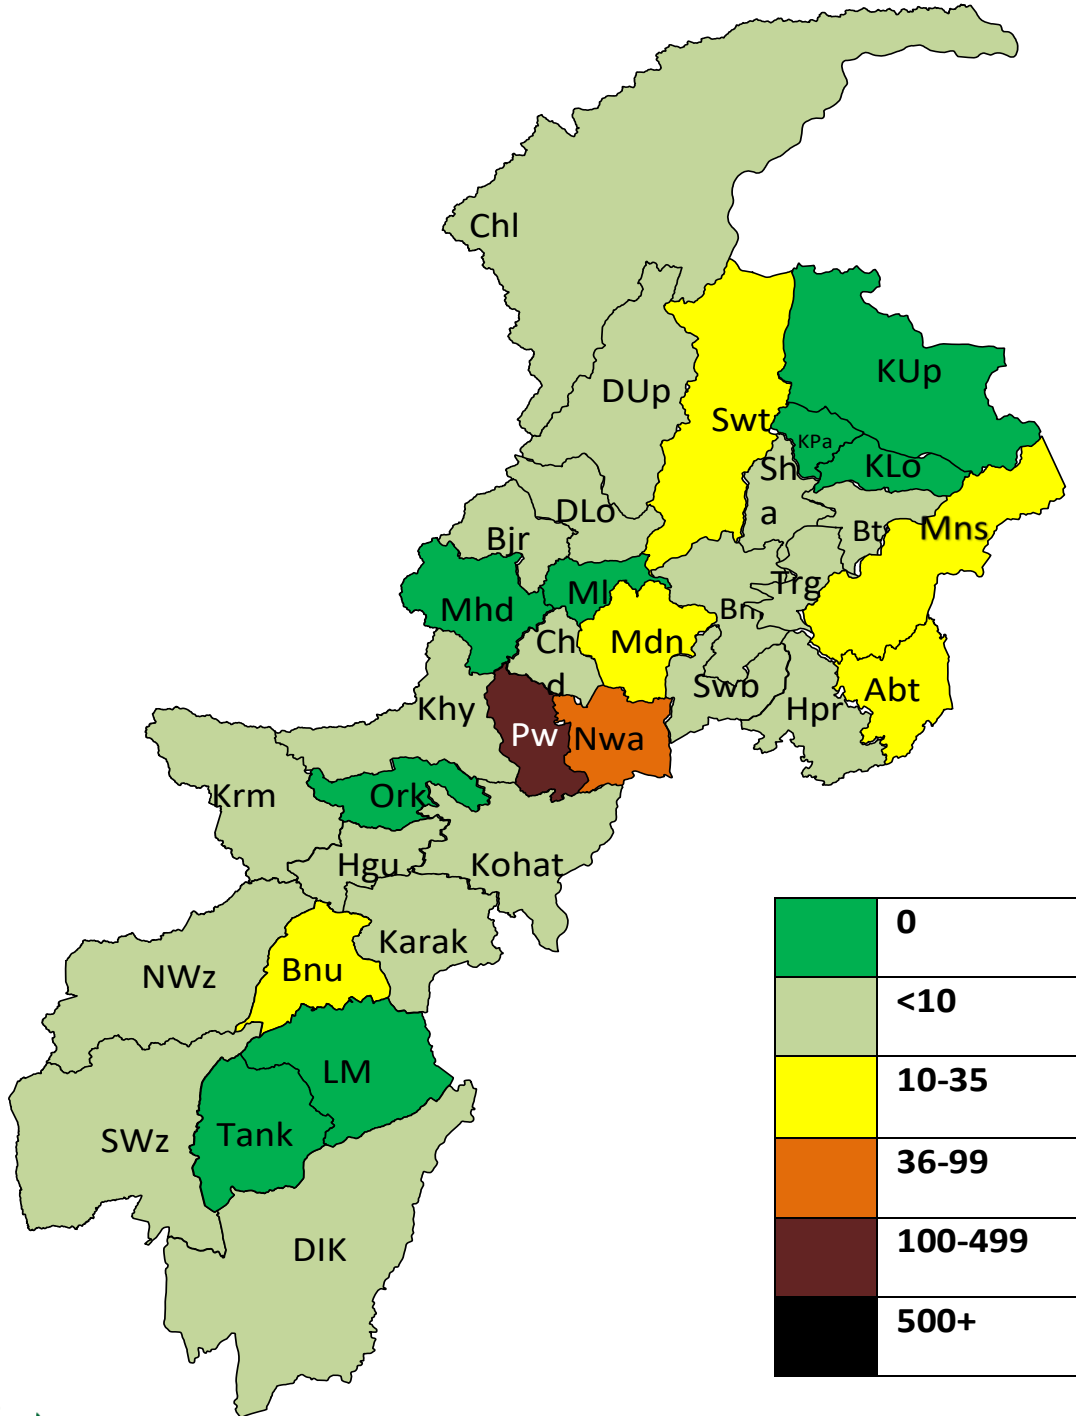 Chl
KUp
DUp
Swt
KPa
KLo
Sh
a
DLo
Bt
Mns
Bjr
Trg
Mhd
Ml
Bn
Ch
d
Mdn
Swb
Abt
Khy
Hpr
Pw
Nwa
Krm
Ork
Hgu
Kohat
Karak
NWz
Bnu
LM
SWz
Tank
DIK
0
<10
10-35
36-99
100-499
500+